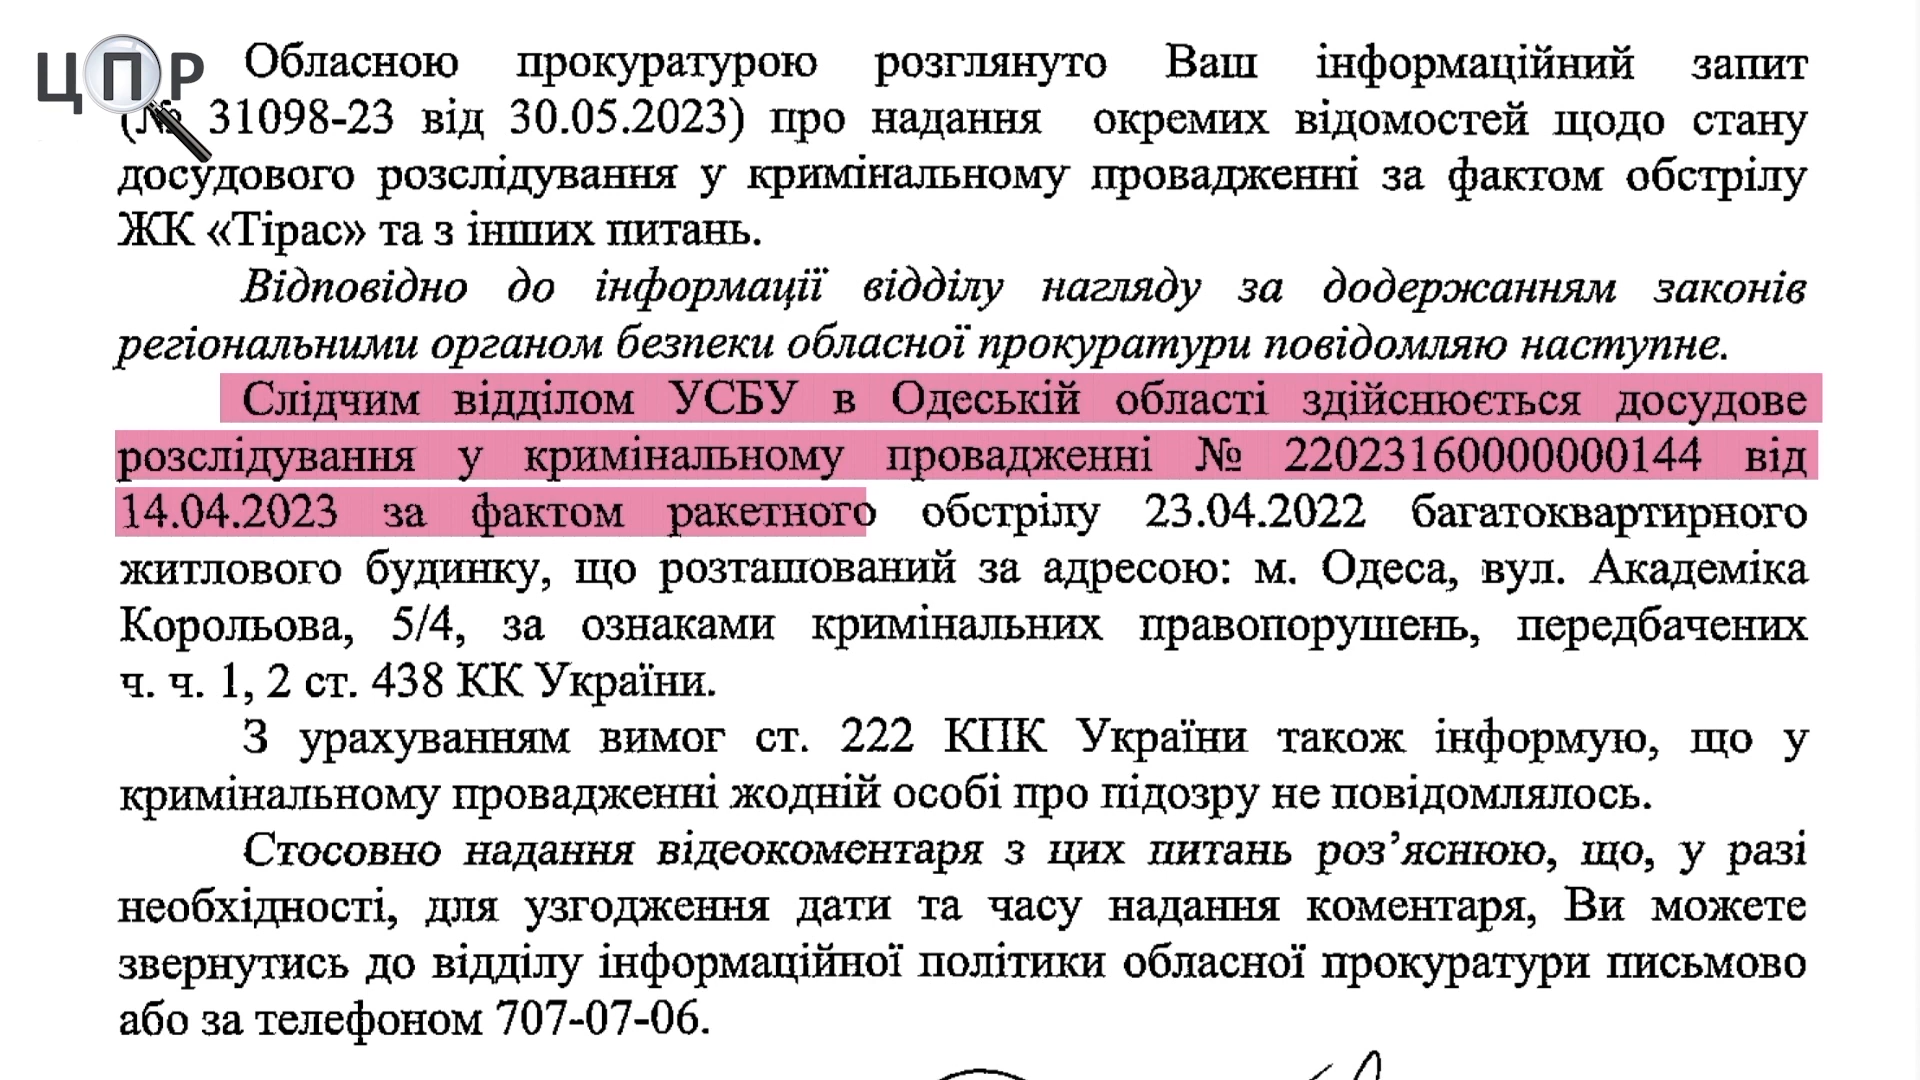 ЦПР
Обласною прокуратурою розглянуто Ваш інформаційний запит
(№ 31098-23 від 30.05.2023) про надання окремих відомостей щодо стану
досудового розслідування у кримінальному провадженні за фактом обстрілу
ЖК «Тірас» та з інших питань.
Відповідно до інформації відділу нагляду за додержанням законів
регіональними органом безпеки обласної прокуратури повідомляю наступне.
Слідчим відділом УСБУ в Одеській області здійснюється досудове
розслідування у кримінальному провадженні № 22023160000000144 від
14.04.2023 за фактом ракетного обстрілу 23.04.2022 багатоквартирного
житлового будинку, що розташований за адресою: м. Одеса, вул. Академіка
Корольова, 5/4, за ознаками кримінальних правопорушень, передбачених
ч. ч. 1, 2 ст. 438 КК України.
З урахуванням вимог ст. 222 КПК України також інформую, що у
кримінальному провадженні жодній особі про підозру не повідомлялось.
Стосовно надання відеокоментаря з цих питань роз’яснюю, що, у разі
необхідності, для узгодження дати та часу надання коментаря, Ви можете
звернутись до відділу інформаційної політики обласної прокуратури письмово
або за телефоном 707-07-06.